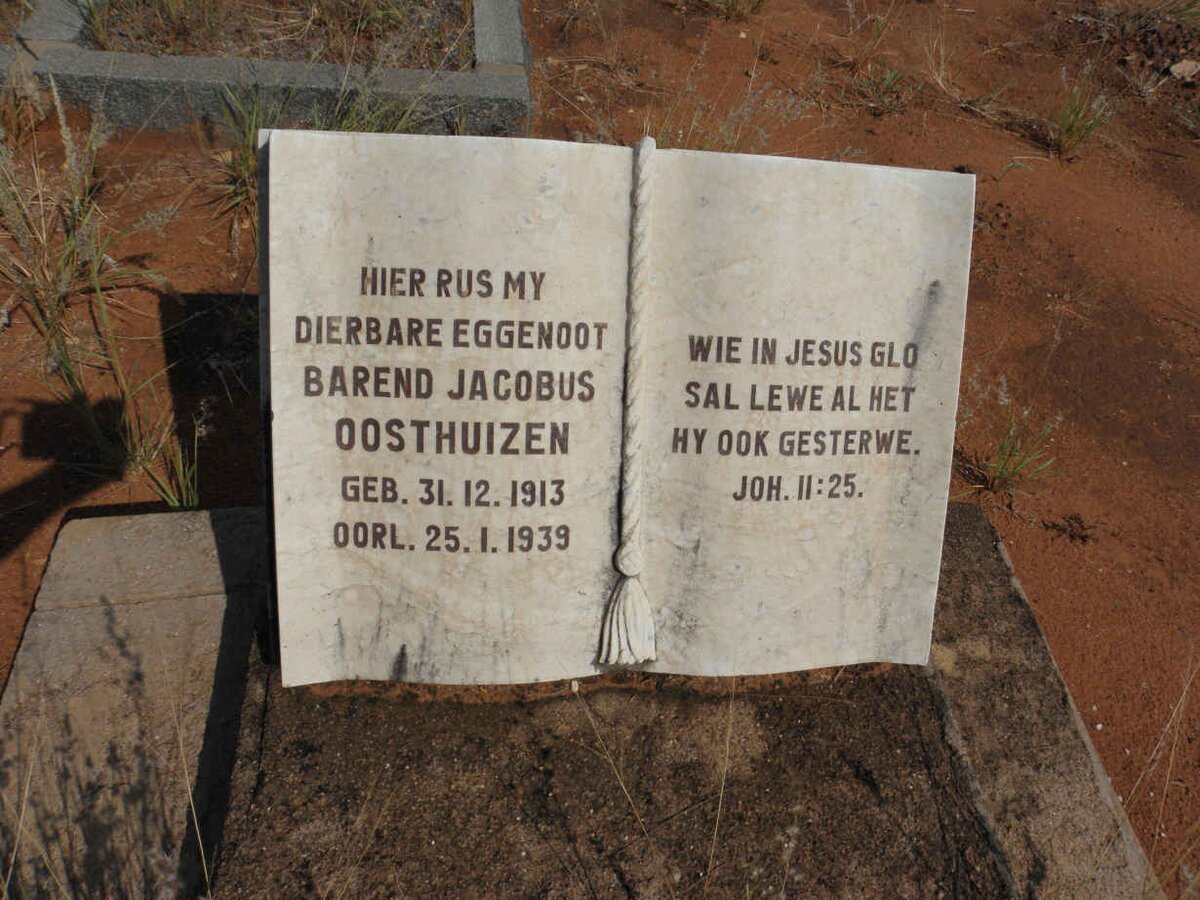 HIER RUS MY
DIERBARE EGGENOOT
BAREND JACOBUS
OOSTHUIZEN
GEB. 31. 12. 1913
OORL. 25. 1. 1939
WIE IN JESUS GLO
SAL LEWE AL HET
HY OOK GESTERWE.
JOH. 11:25.